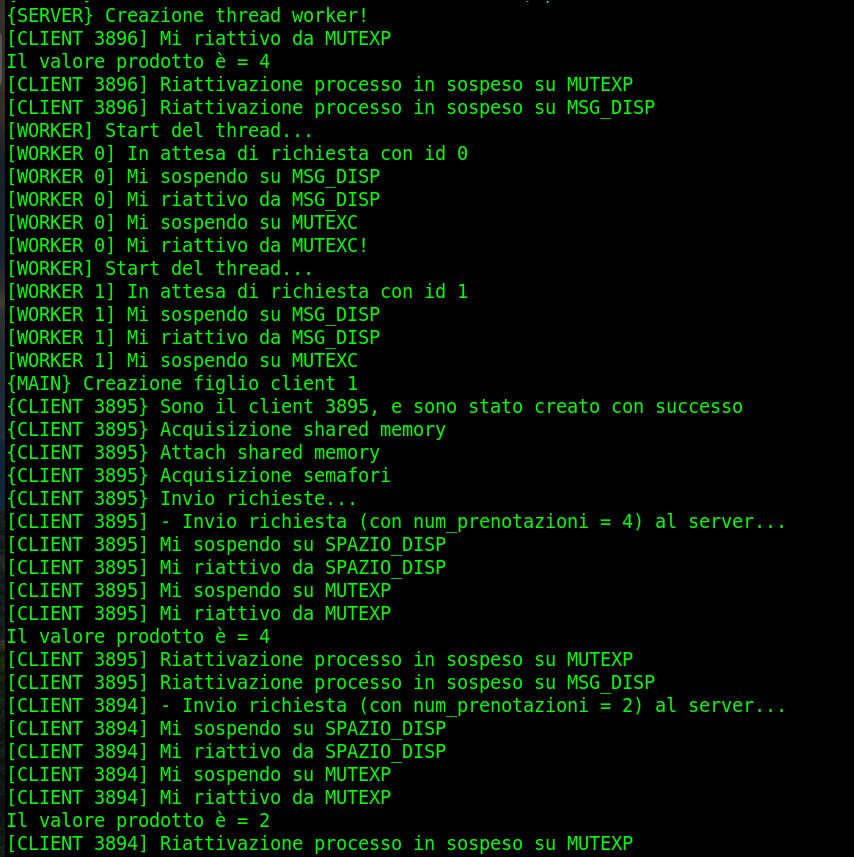 {SERVER} Creazione thread worker!
[CLIENT 3896] Mi riattivo da MUTEXP
Il valore prodotto è = 4
[CLIENT 3896] Riattivazione processo in sospeso su MUTEXP
[CLIENT 3896] Riattivazione processo in sospeso su MSG_DISP
[WORKER] Start del thread...
[WORKER 0] In attesa di richiesta con id 0
[WORKER 0] Mi sospendo su MSG_DISP
[WORKER 0] Mi riattivo da MSG_DISP
[WORKER 0] Mi sospendo su MUTEXC
[WORKER 0] Mi riattivo da MUTEXC!
[WORKER] Start del thread...
[WORKER 1] In attesa di richiesta con id 1
[WORKER 1] Mi sospendo su MSG_DISP
[WORKER 1] Mi riattivo da MSG_DISP
[WORKER 1] Mi sospendo su MUTEXC
{MAIN} Creazione figlio client 1
{CLIENT 3895} Sono il client 3895, e sono stato creato con successo
{CLIENT 3895} Acquisizione shared memory
{CLIENT 3895} Attach shared memory
{CLIENT 3895} Acquisizione semafori
{CLIENT 3895} Invio richieste...
[CLIENT 3895] - Invio richiesta (con num_prenotazioni = 4) al server...
[CLIENT 3895] Mi sospendo su SPAZIO_DISP
[CLIENT 3895] Mi riattivo da SPAZIO_DISP
[CLIENT 3895] Mi sospendo su MUTEXP
[CLIENT 3895] Mi riattivo da MUTEXP
Il valore prodotto è = 4
[CLIENT 3895] Riattivazione processo in sospeso su MUTEXP
[CLIENT 3895] Riattivazione processo in sospeso su MSG_DISP
[CLIENT 3894] - Invio richiesta (con num_prenotazioni = 2) al server...
[CLIENT 3894] Mi sospendo su SPAZIO_DISP
[CLIENT 3894] Mi riattivo da SPAZIO_DISP
[CLIENT 3894] Mi sospendo su MUTEXP
[CLIENT 3894] Mi riattivo da MUTEXP
Il valore prodotto è = 2
[CLIENT 3894] Riattivazione processo in sospeso su MUTEXP